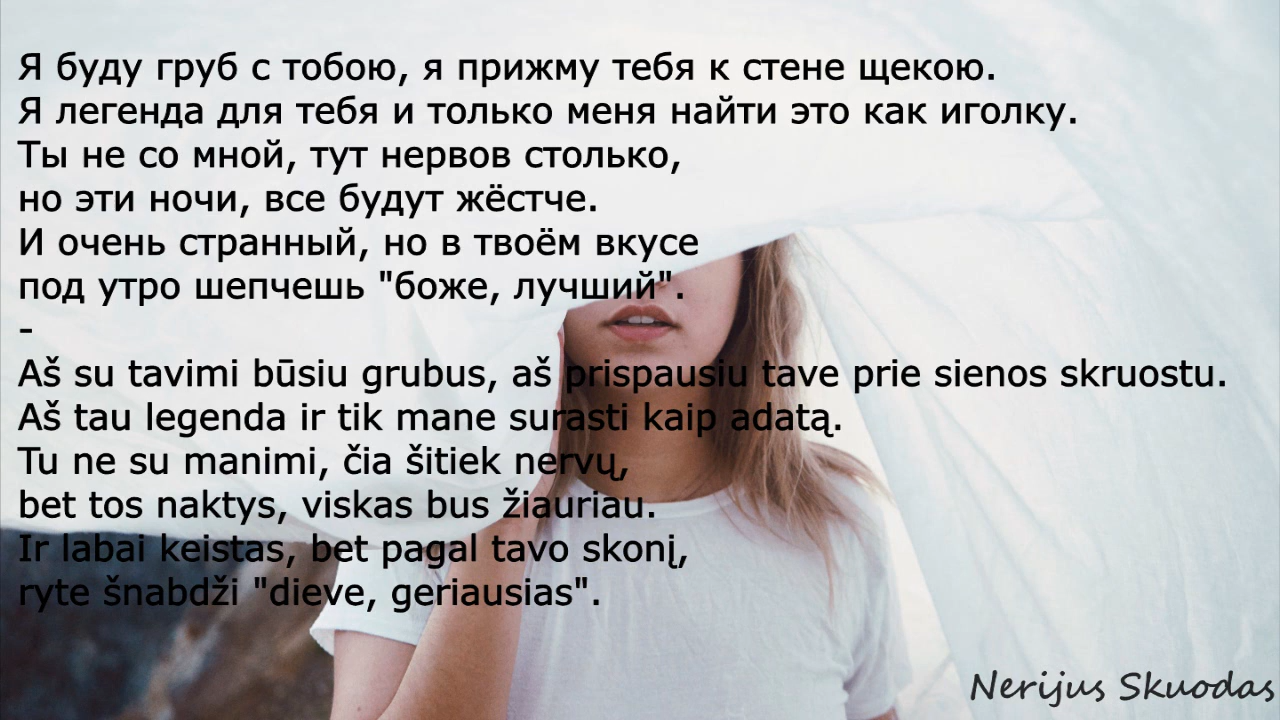 Я буду груб с тобою, я прижму тебя к стене щекою.
Я легенда для тебя и только меня найти это как иголку.
Ты не со мной, тут нервов столько,
но эти ночи, все будут жёстче.
И очень странный, но в твоём вкусе
под утро шепчешь "боже, лучший".
-
Aš su tavimi būsiu grubus, aš prispausiu tave prie sienos skruostu.
Aš tau legenda ir tik mane surasti kaip adatą.
Tu ne su manimi, čia šitiek nervų,
bet tos naktys, viskas bus žiauriau.
Ir labai keistas, bet pagal tavo skonį,
ryte šnabdži "dieve, geriausias".
Nerijus Skuodas